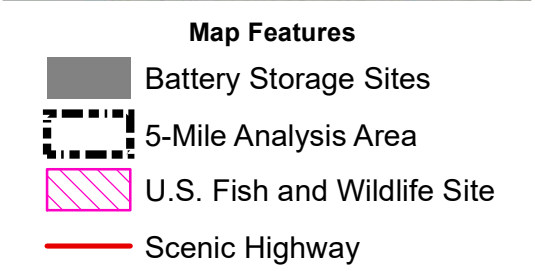 Map Features
Battery Storage Sites
5-Mile Analysis Area
U.S. Fish and Wildlife Site
Scenic Highway